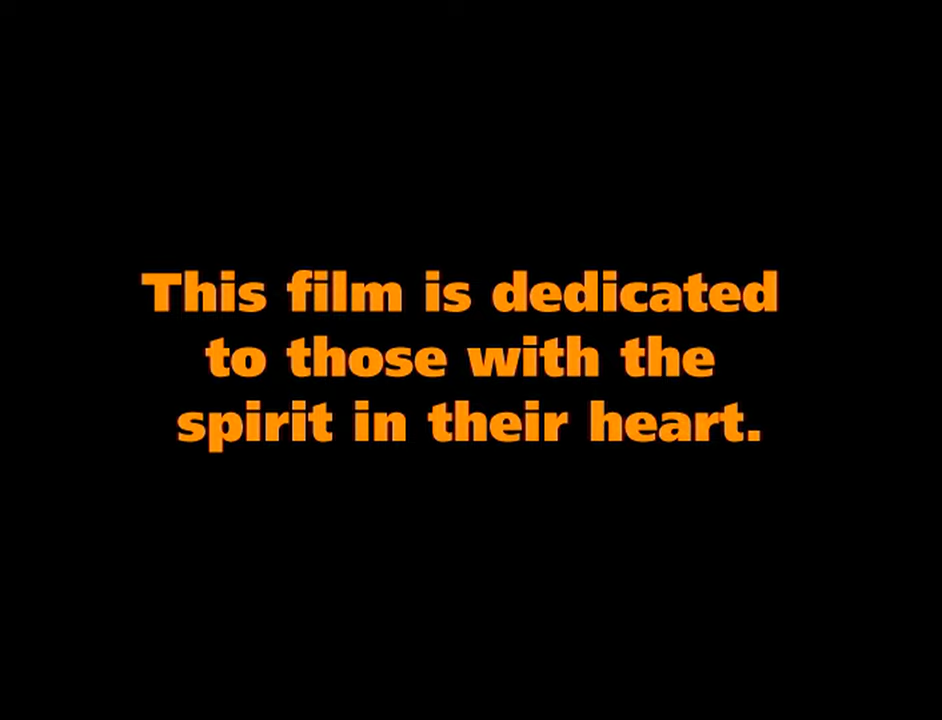 This film is dedicated
to those with the
spirit in their heart.